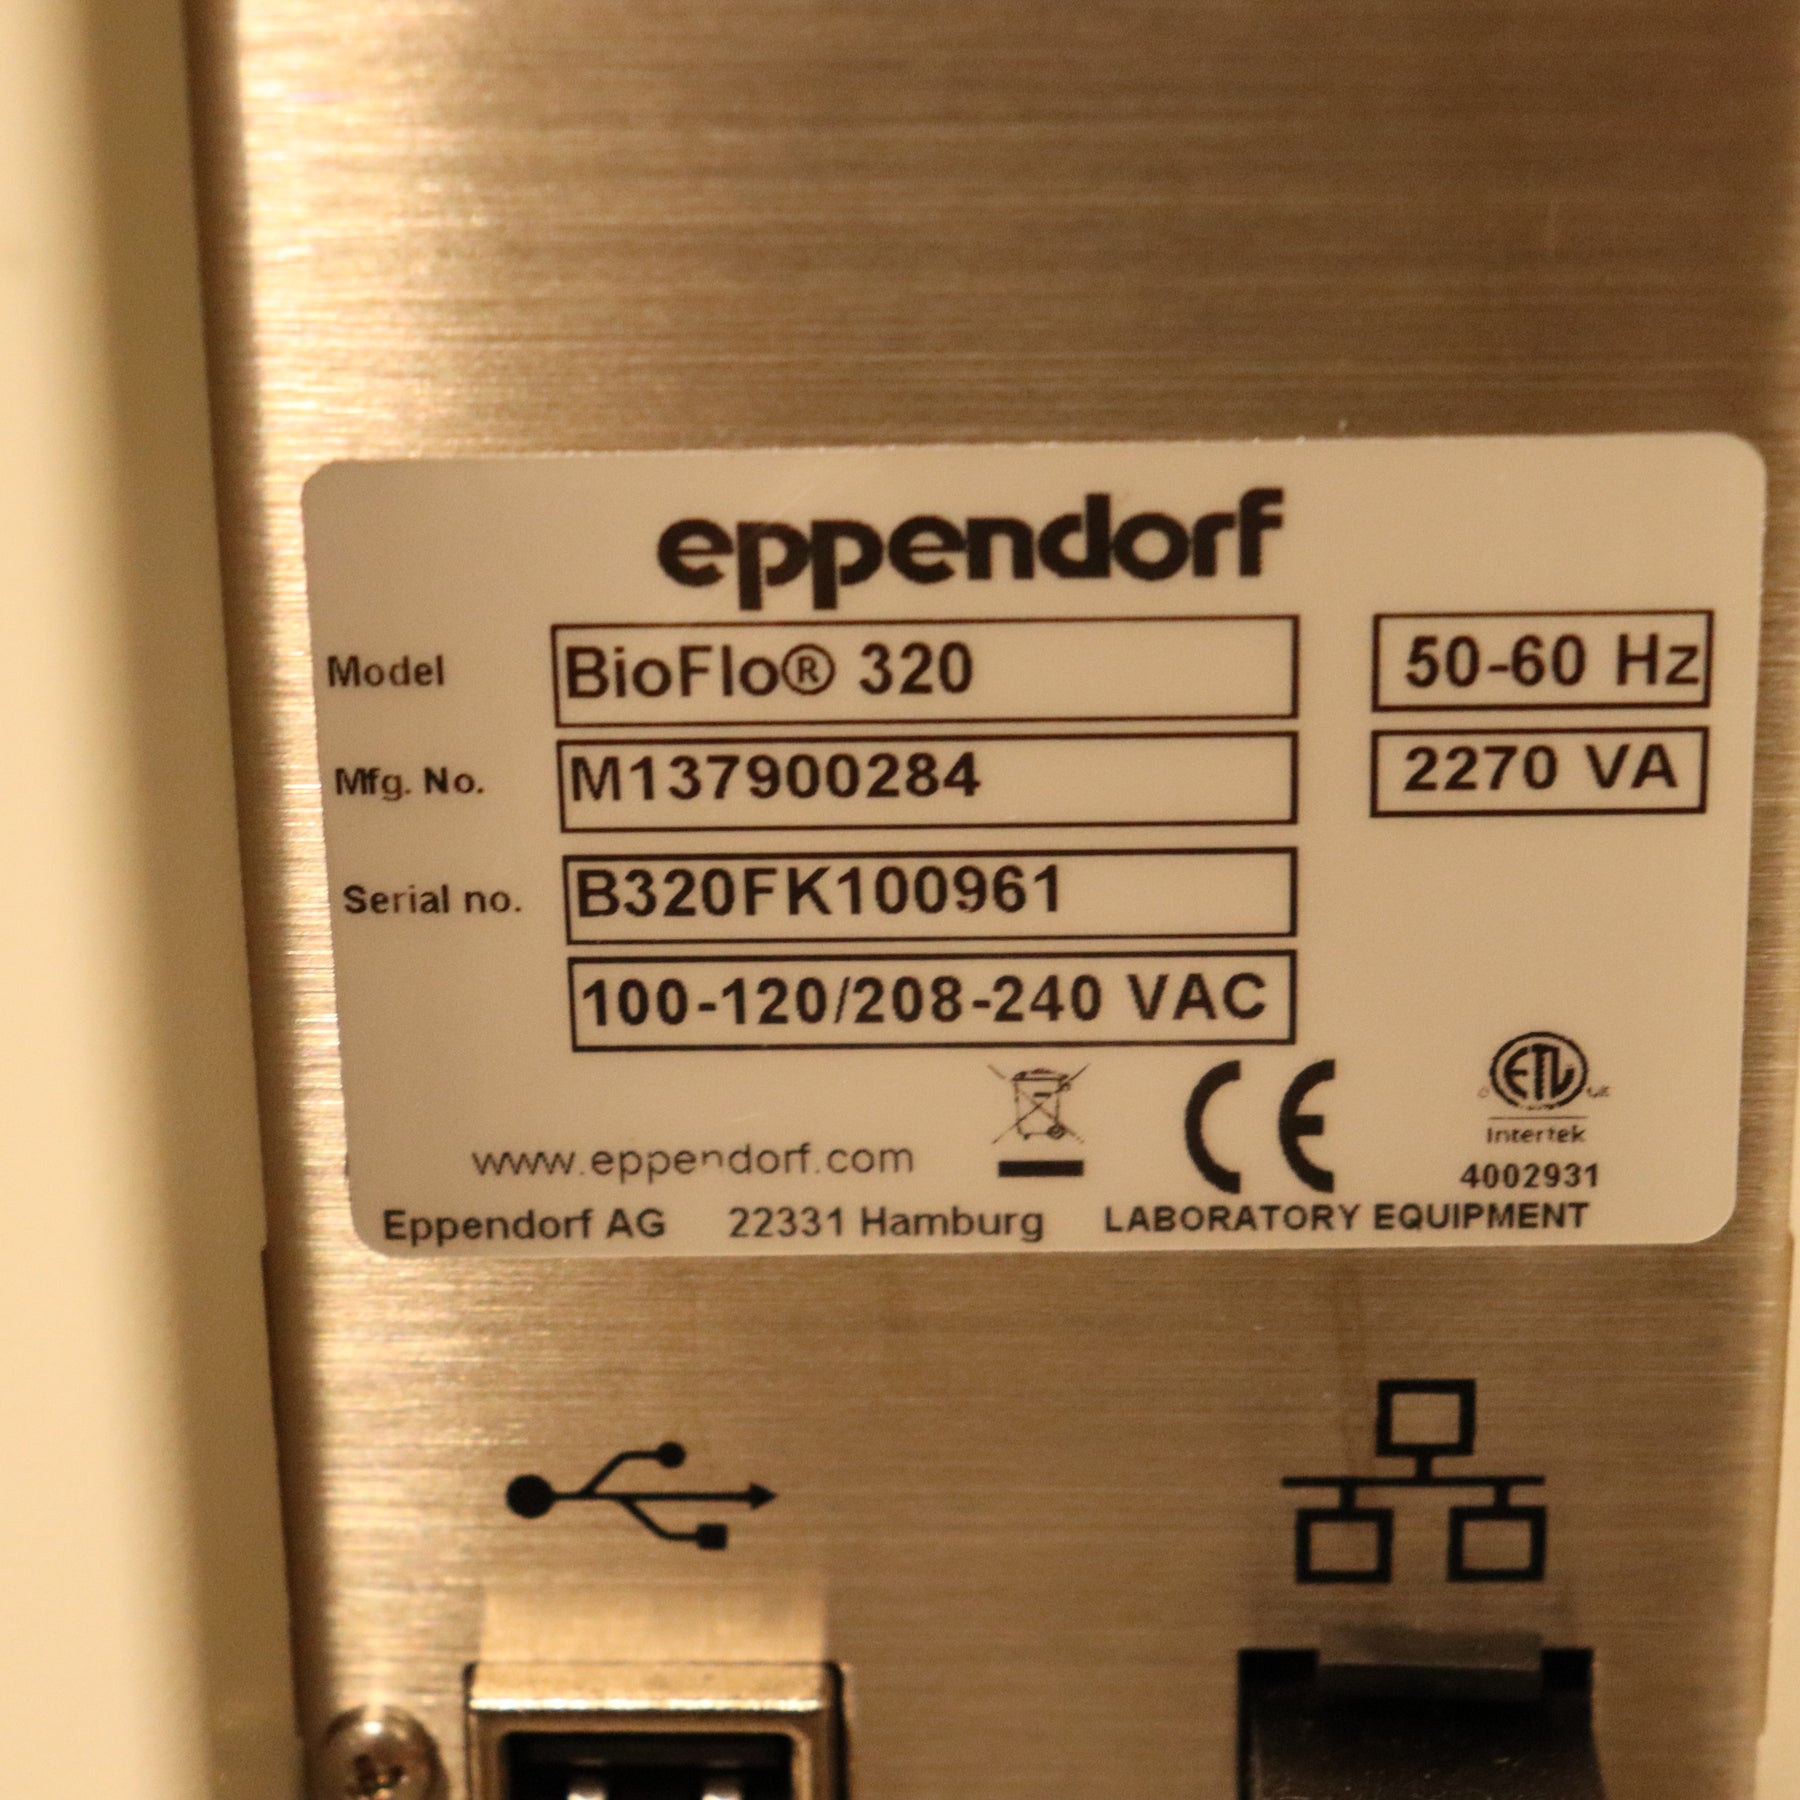 eppendorf
Model BioFlo® 320 50-60 Hz
Mfg. No. M137900284 2270 VA
Serial no. B320FK100961
100-120/208-240 VAC
CE
ETL
Intertek
www.eppendorf.com
4002931
Eppendorf AG 22331 Hamburg LABORATORY EQUIPMENT